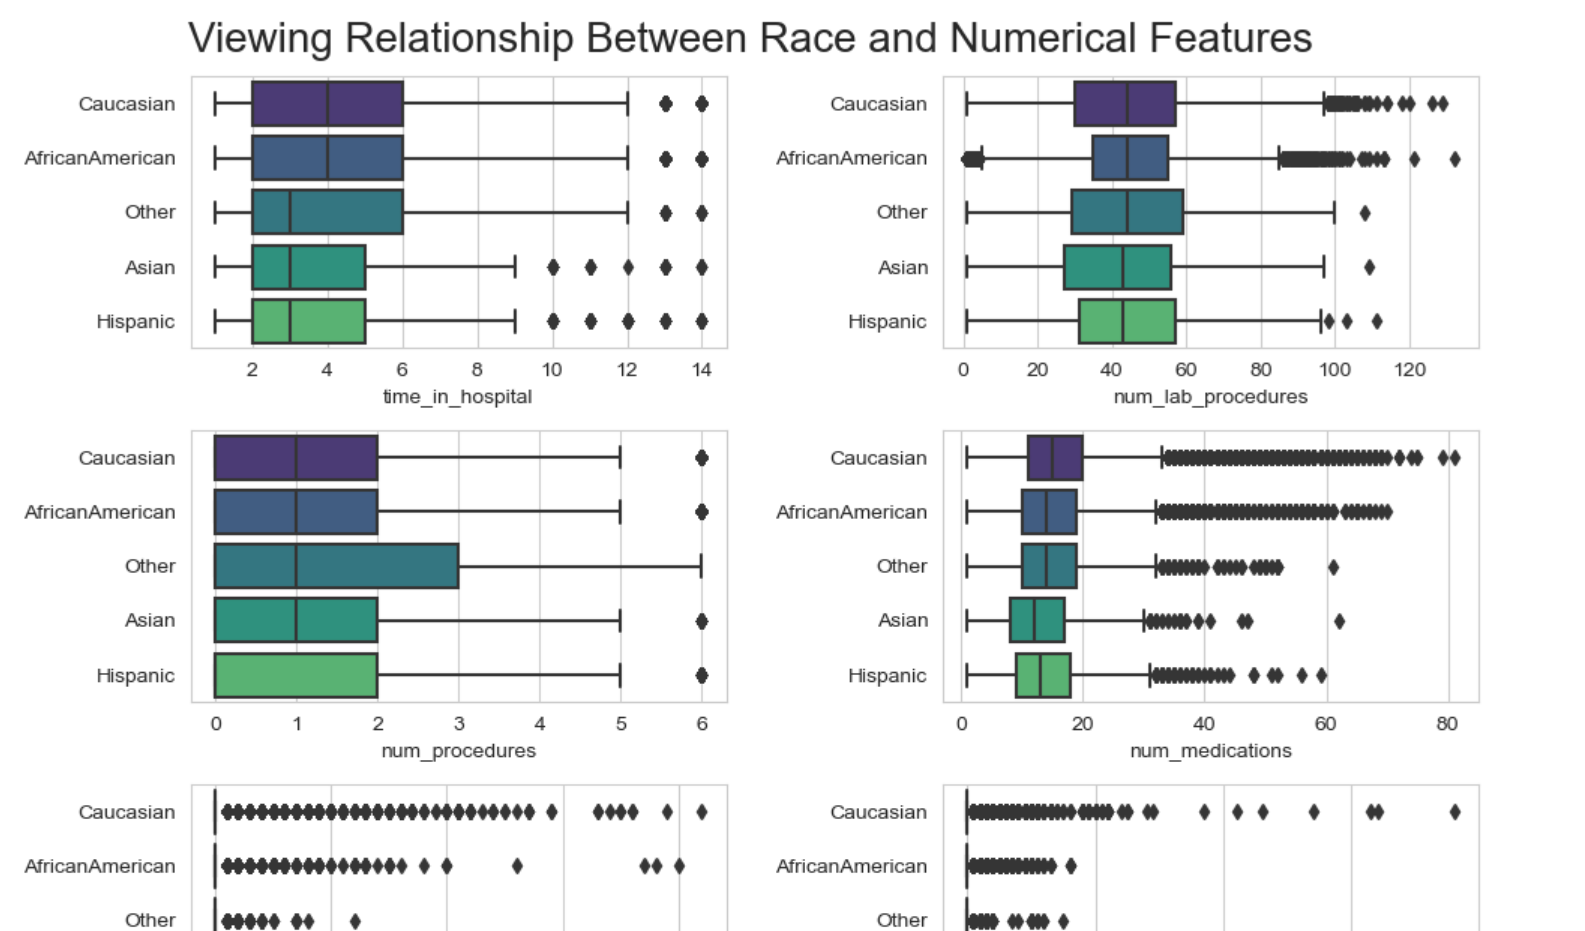 Viewing Relationship Between Race and Numerical Features
Caucasian
AfricanAmerican
Other
Asian
Hispanic
2 4 6 8 10 12 14
time_in_hospital
Caucasian
AfricanAmerican
Other
Asian
Hispanic
0 20 40 60 80 100 120
num_lab_procedures
Caucasian
AfricanAmerican
Other
Asian
Hispanic
0 1 2 3 4 5 6
num_procedures
Caucasian
AfricanAmerican
Other
Asian
Hispanic
0 20 40 60 80
num_medications
Caucasian
AfricanAmerican
Other
Caucasian
AfricanAmerican
Other